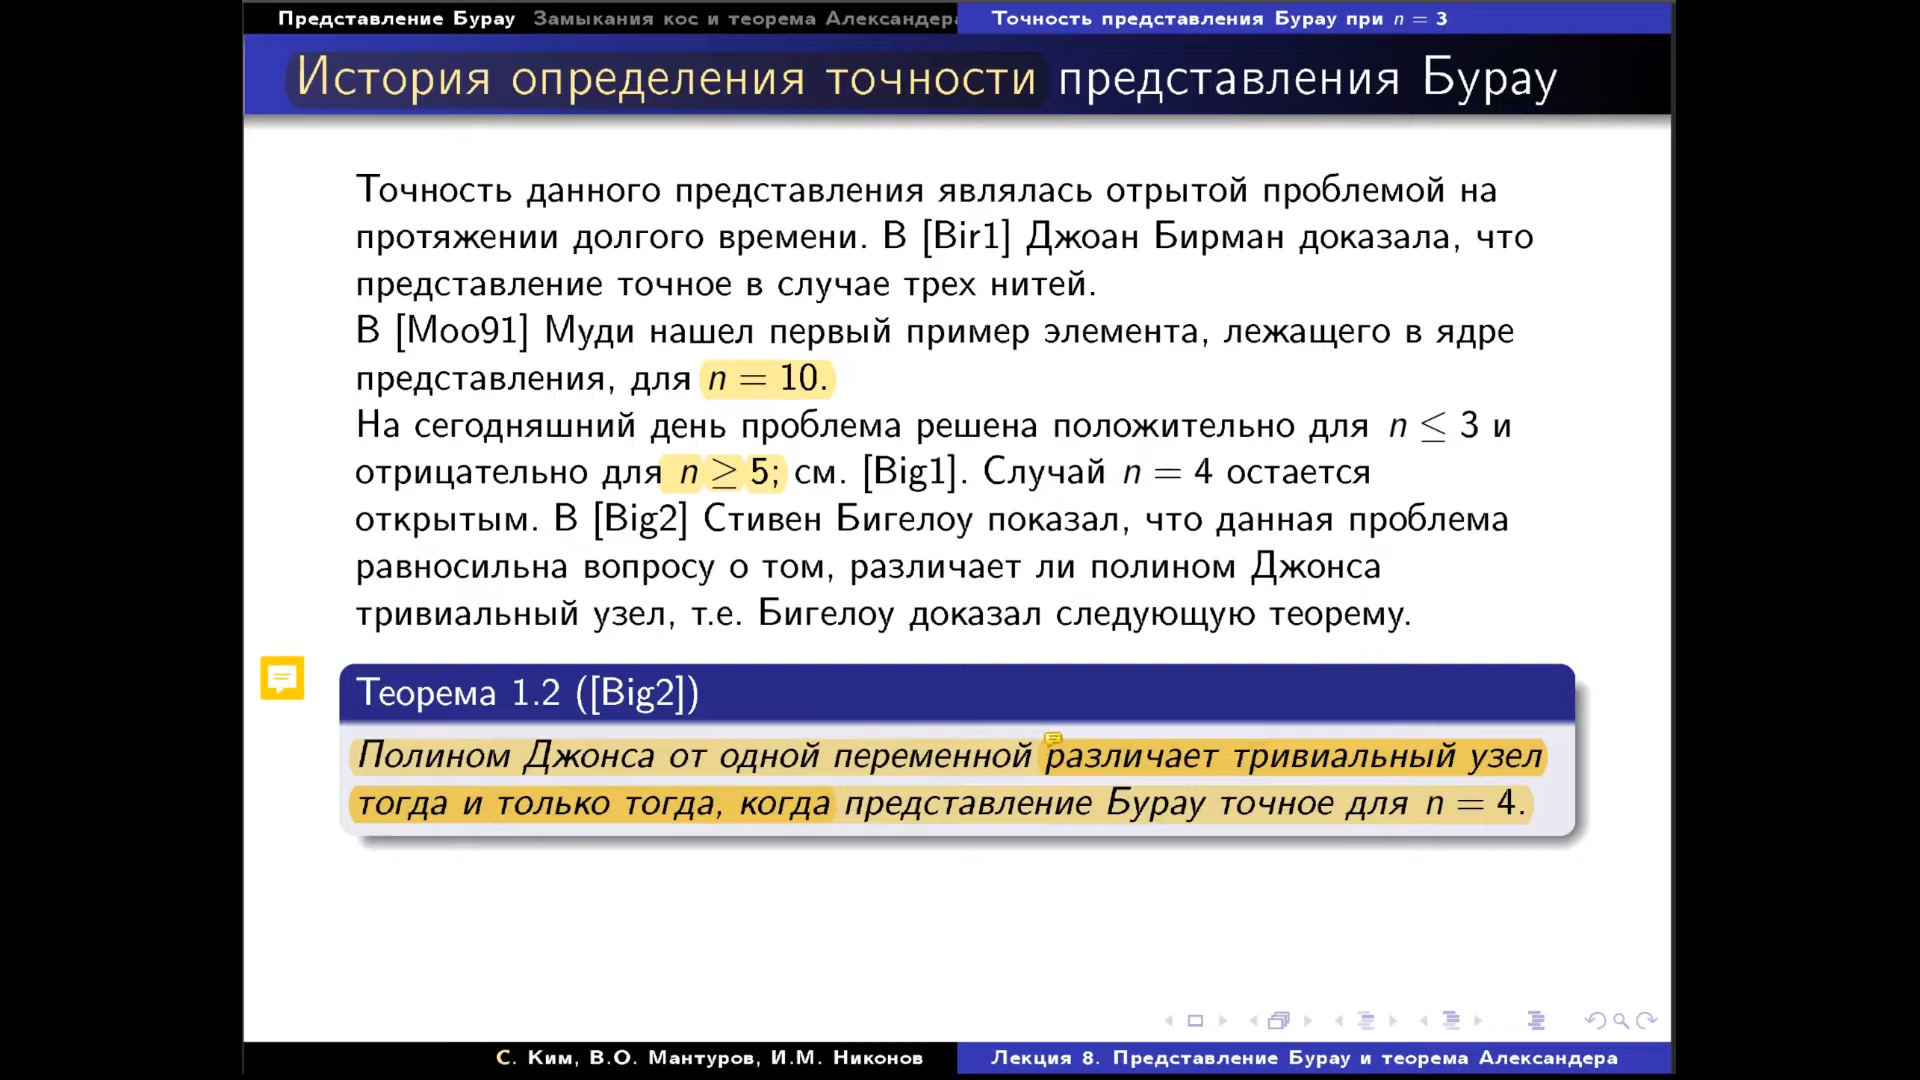 Представление Бурау Замыкания кос и теорема Александера Точность представления Бурау при n = 3
История определения точности представления Бурау
Точность данного представления являлась отрытой проблемой на
протяжении долгого времени. В [Bir1] Джоан Бирман доказала, что
представление точное в случае трех нитей.
В [Moo91] Муди нашел первый пример элемента, лежащего в ядре
представления, для n = 10.
На сегодняшний день проблема решена положительно для n ≤ 3 и
отрицательно для n ≥ 5; см. [Big1]. Случай n = 4 остается
открытым. В [Big2] Стивен Бигелоу показал, что данная проблема
равносильна вопросу о том, различает ли полином Джонса
тривиальный узел, т.е. Бигелоу доказал следующую теорему.
Теорема 1.2 ([Big2])
Полином Джонса от одной переменной различает тривиальный узел
тогда и только тогда, когда представление Бурау точное для n = 4.
С. Ким, В.О. Мантуров, И.М. Никонов Лекция 8. Представление Бурау и теорема Александера